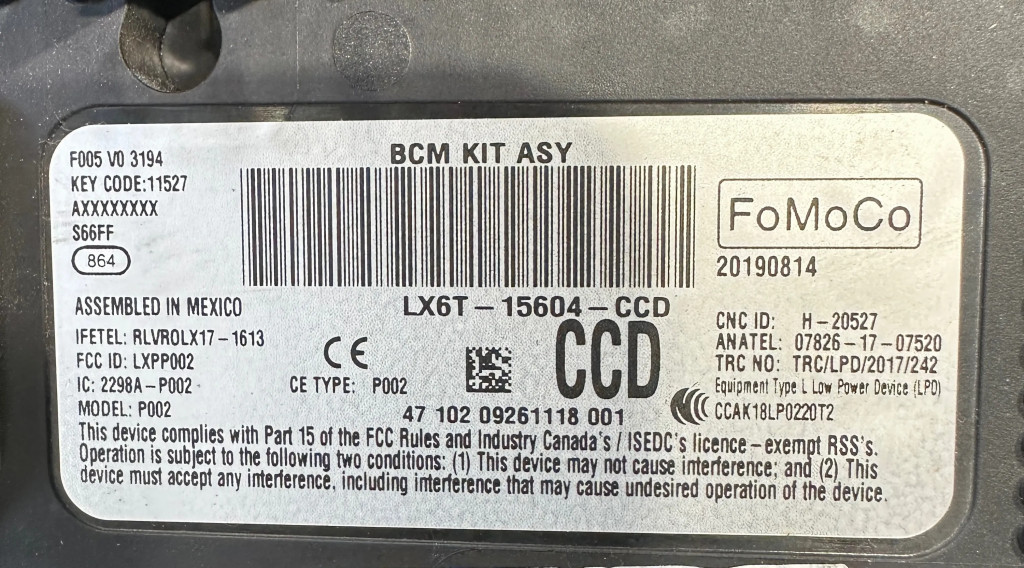 F005 V0 3194
KEY CODE:11527
AXXXXXXXX
S66FF
864
BCM KIT ASY
FoMoCo
20190814
ASSEMBLED IN MEXICO
IFETEL: RLVROLX17-1613
FCC ID: LXPP002
IC: 2298A-P002
MODEL: P002
CE
CE TYPE: P002
LX6T-15604-CCD
CCD
47 102 09261118 001
CNC ID: H-20527
ANATEL: 07826-17-07520
TRC NO: TRC/LPD/2017/242
Equipment Type L Low Power Device (LPD)
CCAK18LP0220T2
This device complies with Part 15 of the FCC Rules and Industry Canada's / ISEDC's licence-exempt RSS's.
Operation is subject to the following two conditions: (1) This device may not cause interference; and (2) This
device must accept any interference, including interference that may cause undesired operation of the device.